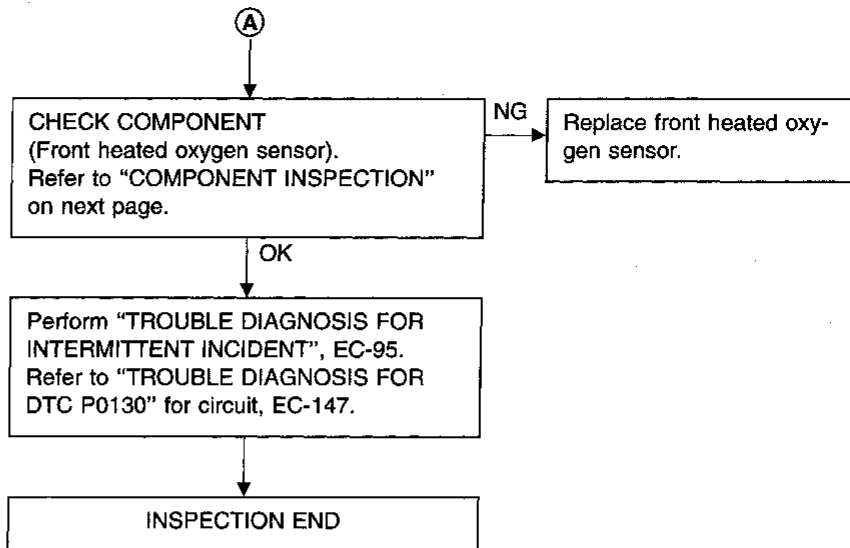 A
CHECK COMPONENT
(Front heated oxygen sensor).
Refer to “COMPONENT INSPECTION”
on next page.
NG
Replace front heated oxy-
gen sensor.
OK
Perform “TROUBLE DIAGNOSIS FOR
INTERMITTENT INCIDENT”, EC-95.
Refer to “TROUBLE DIAGNOSIS FOR
DTC P0130” for circuit, EC-147.
INSPECTION END